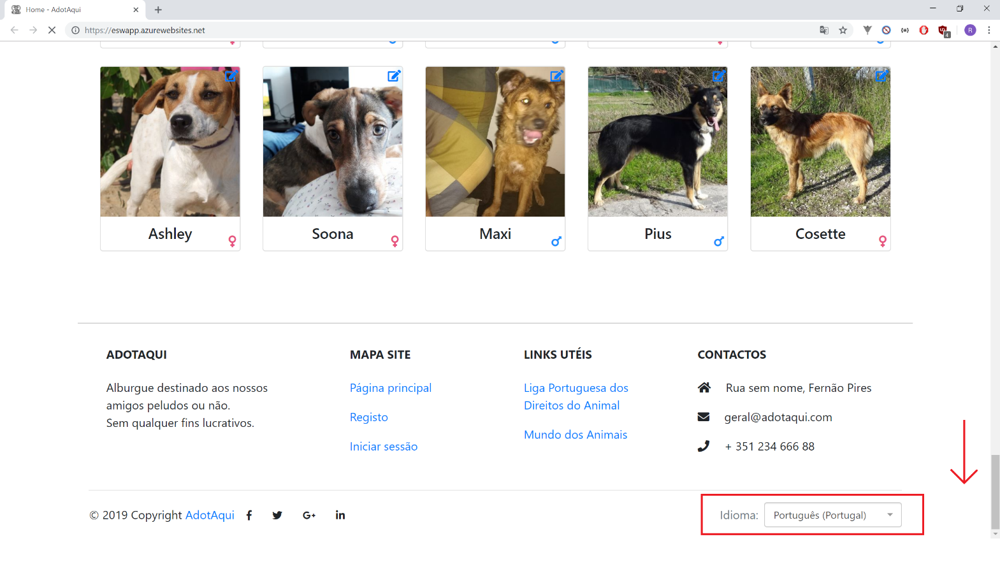 Home - AdotAqui
https://eswapp.azurewebsites.net
4
R
Ashley
Soona
Maxi
Pius
Cosette
ADOTAQUI
Alburgue destinado aos nossos
amigos peludos ou não.
Sem qualquer fins lucrativos.
MAPA SITE
Página principal
Registo
Iniciar sessão
LINKS UTÉIS
Liga Portuguesa dos
Direitos do Animal
Mundo dos Animais
CONTACTOS
Rua sem nome, Fernão Pires
geral@adotaqui.com
+ 351 234 666 88
© 2019 Copyright AdotAqui
Idioma: Português (Portugal)